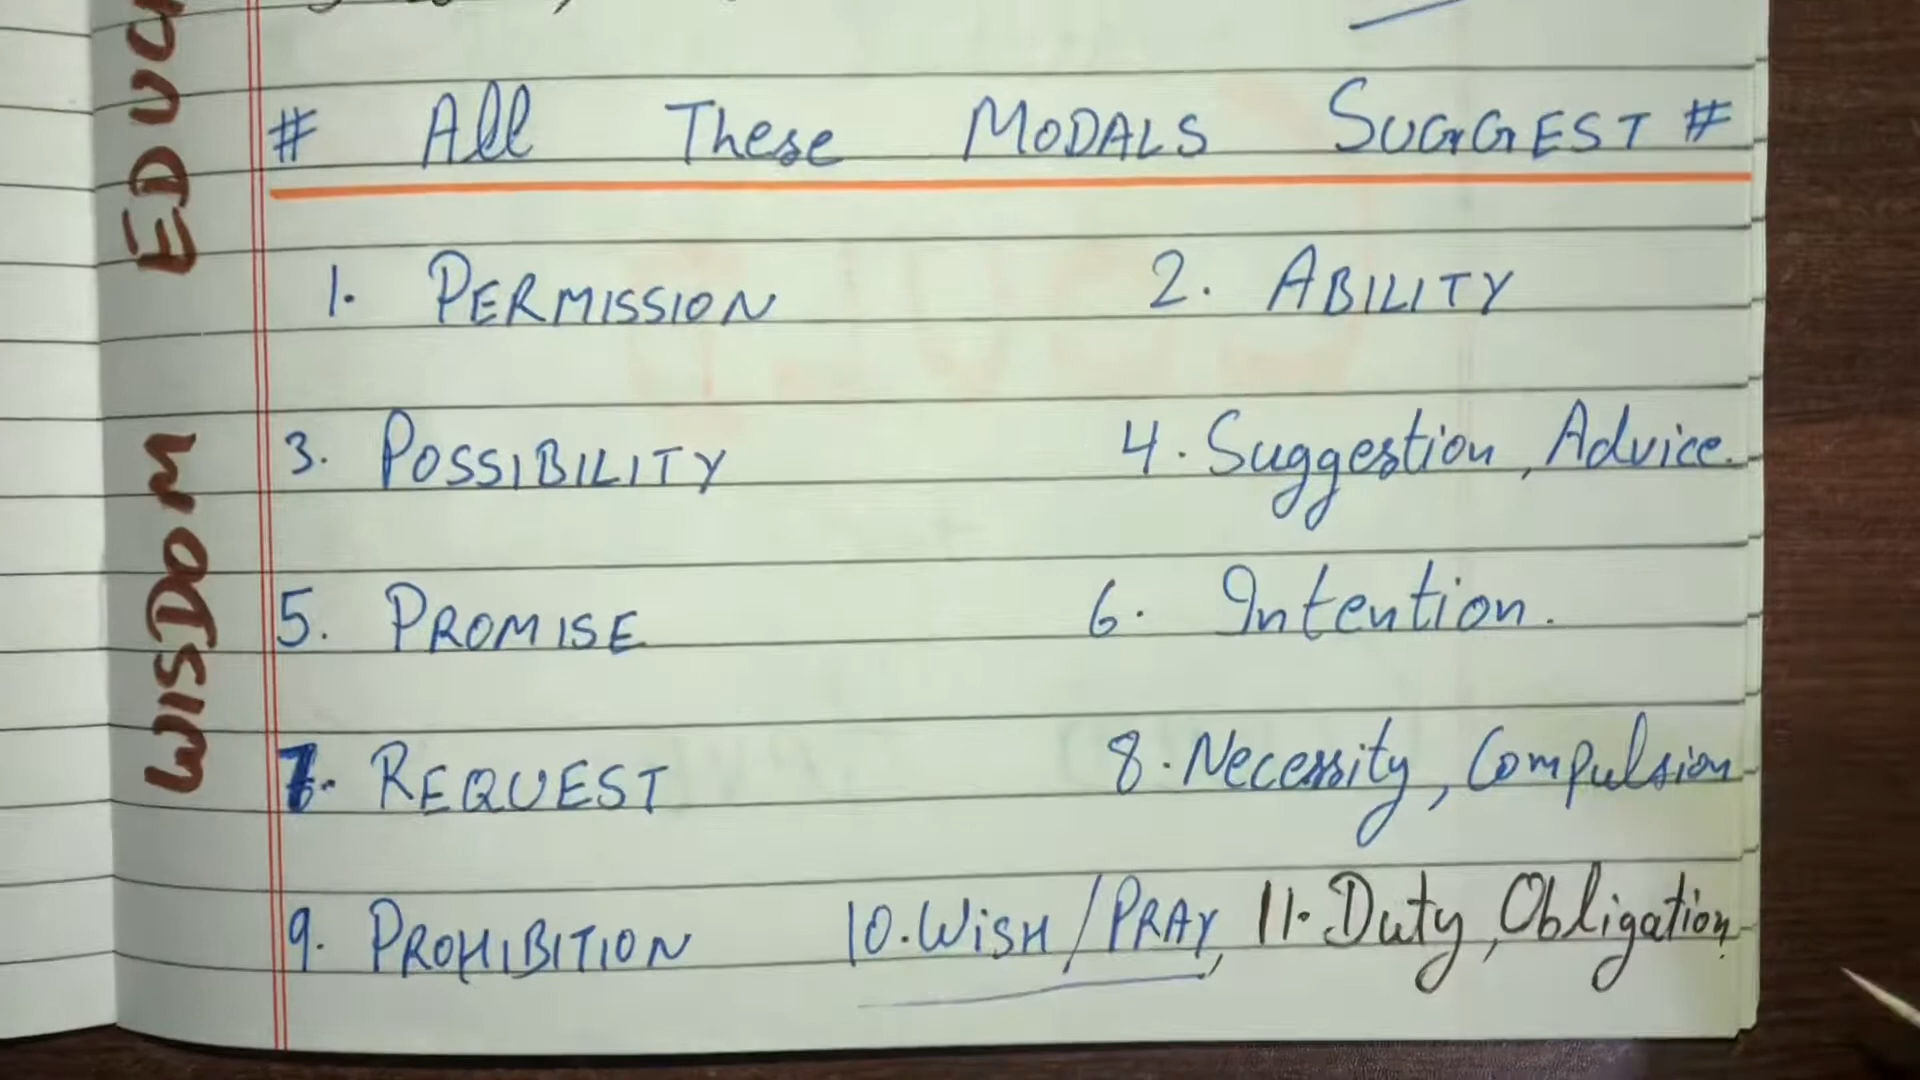 # All These MODALS SUGGEST #
1. PERMISSION 2. ABILITY
3. POSSIBILITY 4. Suggestion, Advice.
5. PROMISE 6. Intention.
7. REQUEST 8. Necessity, Compulsion
9. PROHIBITION 10. WISH / PRAY, 11. Duty, Obligation
WISDOM EDUC